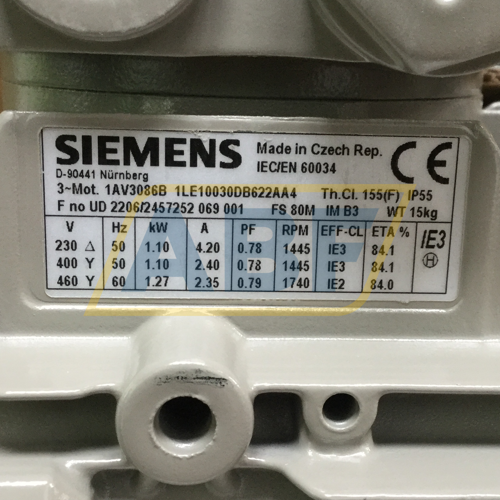 SIEMENS Made in Czech Rep. CE
D-90441 Nürnberg IEC/EN 60034
3~Mot. 1AV3086B 1LE10030DB622AA4 Th.Cl. 155(F) IP55
F no UD 2206/2457252 069 001 FS 80M IM B3 WT 15kg
V Hz kW A PF RPM EFF-CL ETA % IE3
230 Δ 50 1.10 4.20 0.78 1445 IE3 84.1
400 Y 50 1.10 2.40 0.78 1445 IE3 84.1
460 Y 60 1.27 2.35 0.79 1740 IE2 84.0
ABF